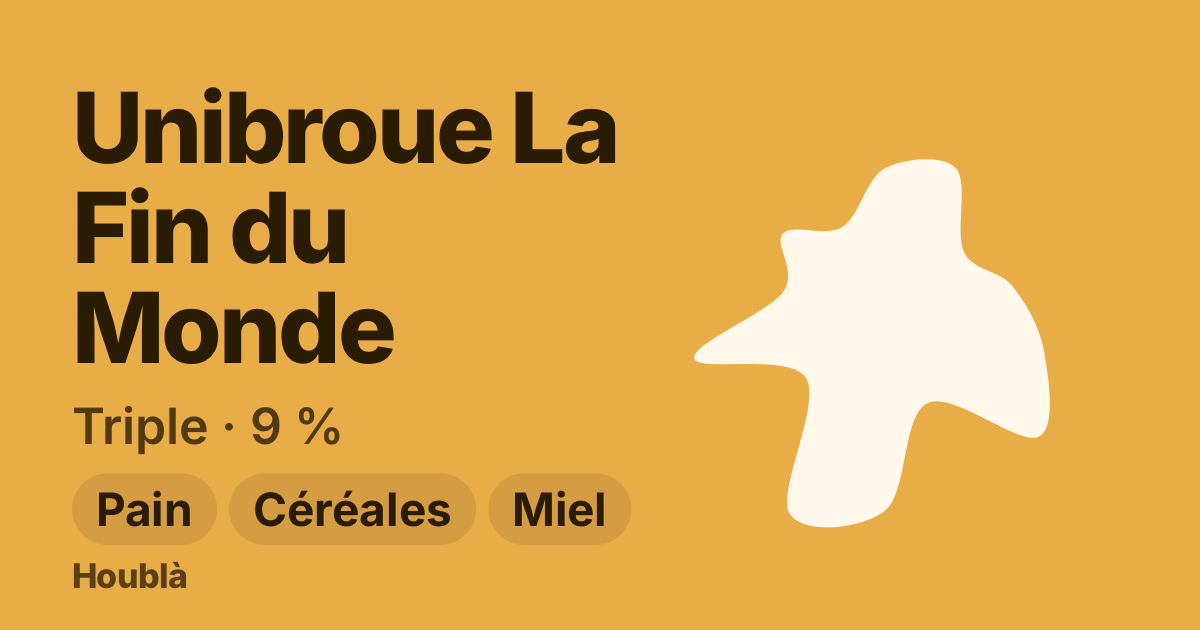 Unibroue La
Fin du
Monde
Triple · 9 %
Pain Céréales Miel
Houblà